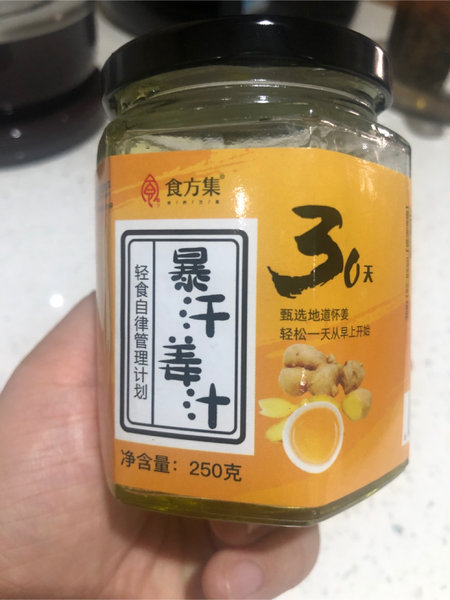 食方集
30天
甄选地道怀姜
轻松一天从早上开始
暴汗姜汁
轻食自律管理计划
净含量：250克